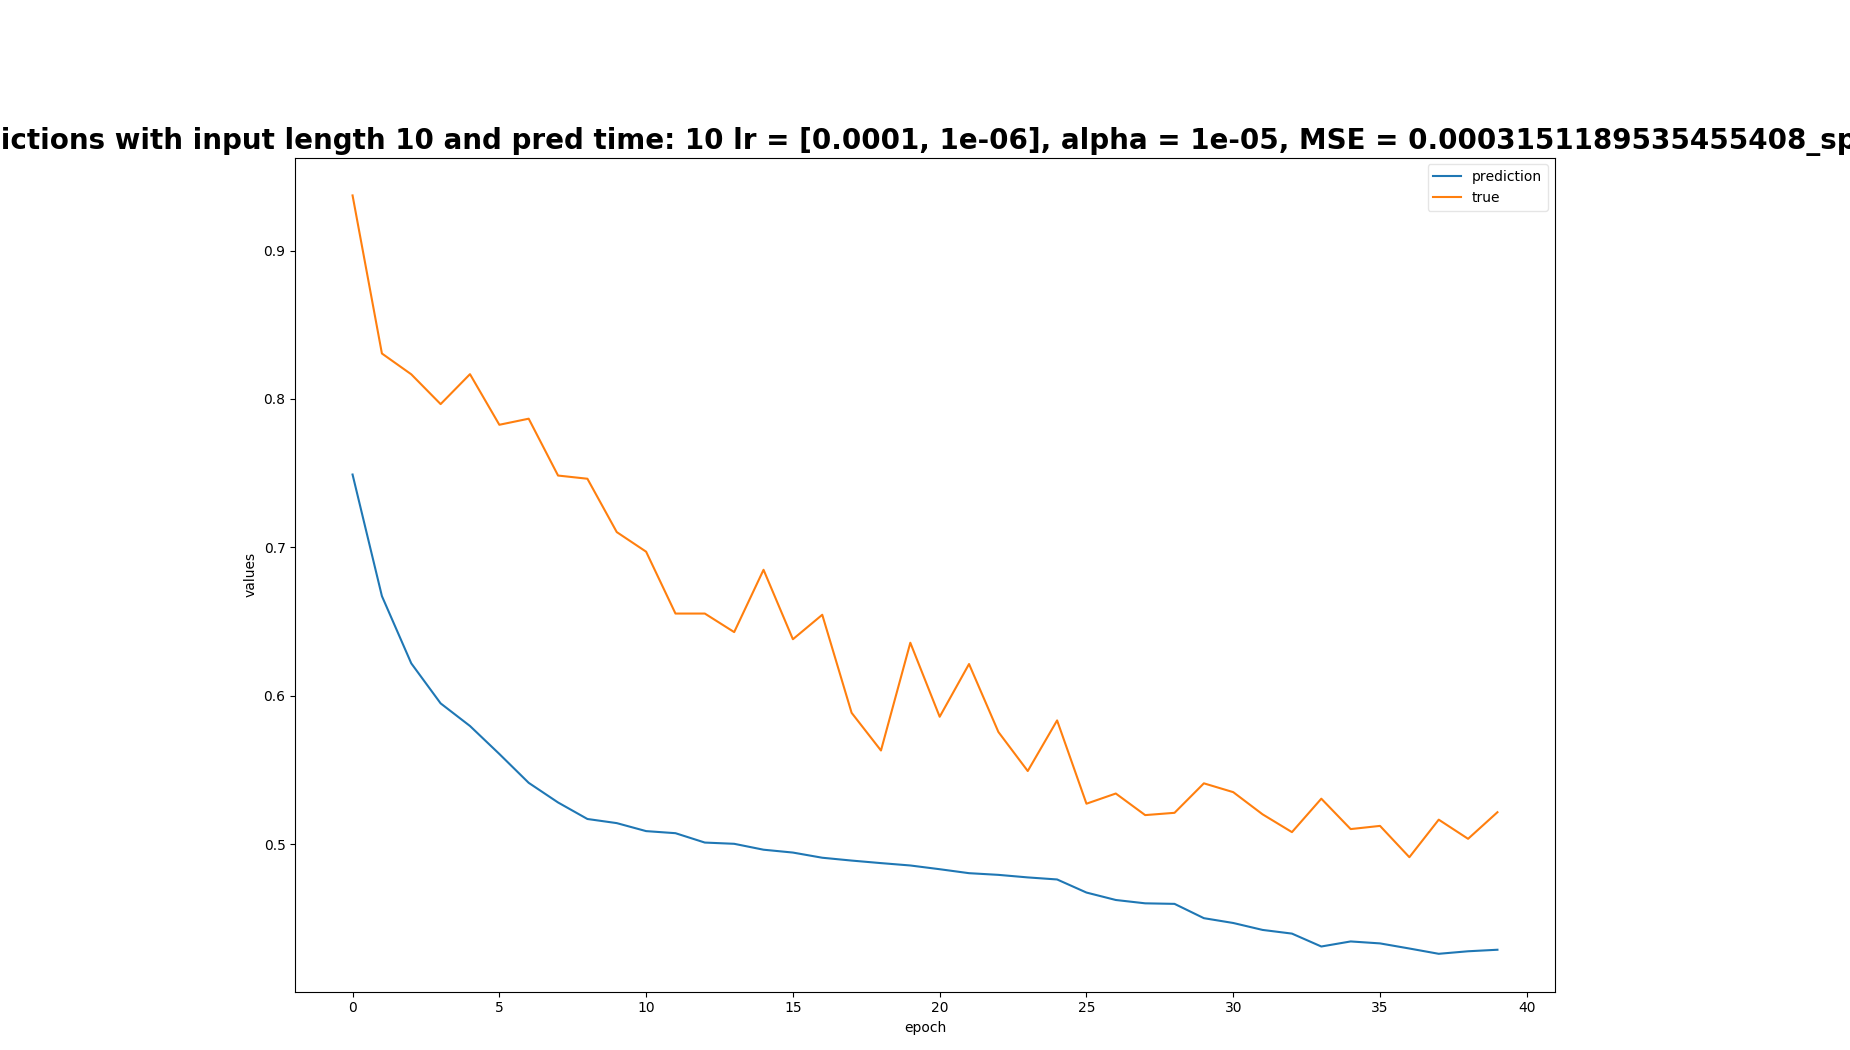 ictions with input length 10 and pred time: 10 lr = [0.0001, 1e-06], alpha = 1e-05, MSE = 0.0003151189535455408_sp
prediction
true
0.9
0.8
0.7
0.6
0.5
values
0 5 10 15 20 25 30 35 40
epoch